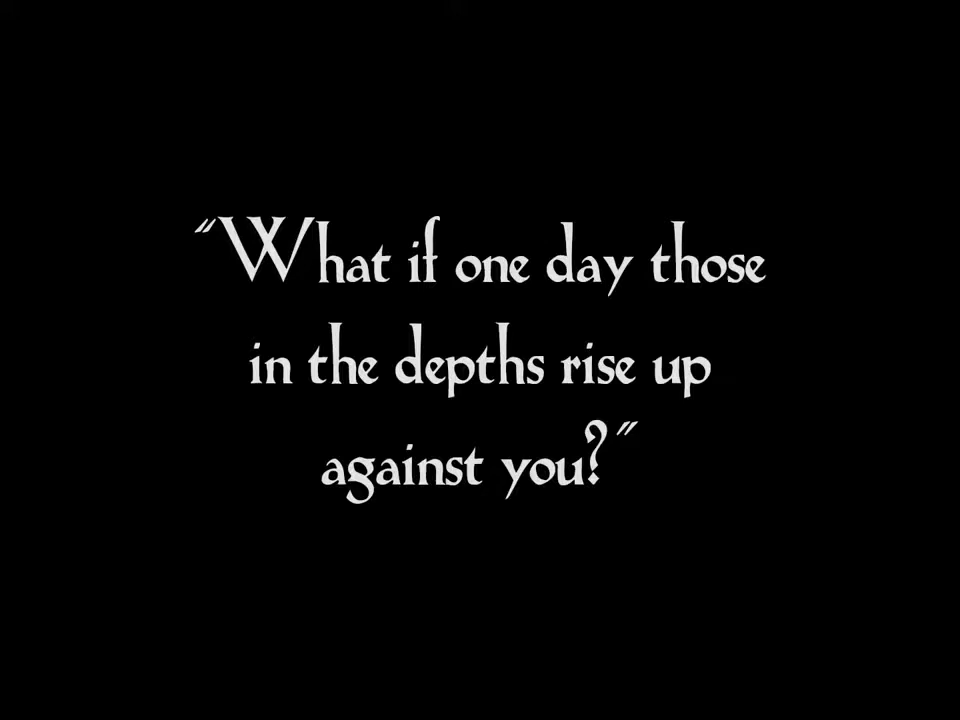 "What if one day those
in the depths rise up
against you?"